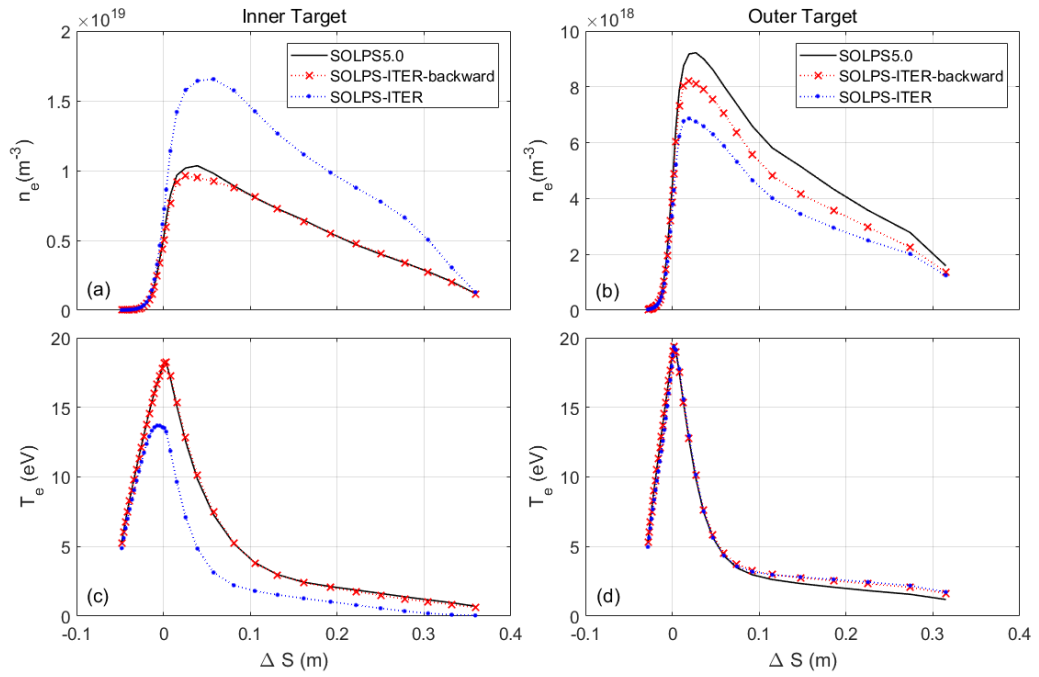 Inner Target
Outer Target
×10^19
×10^18
n_e(m^-3)
2
1.5
1
0.5
0
SOLPS5.0
SOLPS-ITER-backward
SOLPS-ITER
(a)
n_e(m^-3)
10
8
6
4
2
0
SOLPS5.0
SOLPS-ITER-backward
SOLPS-ITER
(b)
T_e (eV)
20
15
10
5
0
(c)
-0.1 0 0.1 0.2 0.3 0.4
Δ S (m)
T_e (eV)
20
15
10
5
0
(d)
-0.1 0 0.1 0.2 0.3 0.4
Δ S (m)